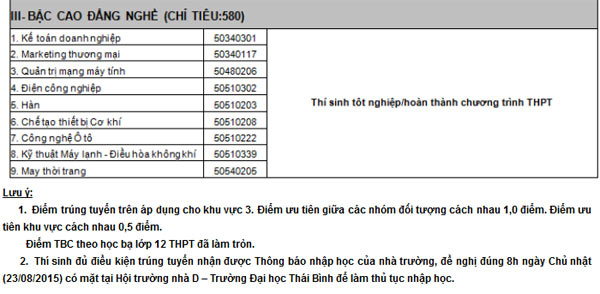 III- BẬC CAO ĐẲNG NGHỀ (CHỈ TIÊU:580)
1. Kế toán doanh nghiệp 50340301
2. Marketing thương mại 50340117
3. Quản trị mạng máy tính 50480206
4. Điện công nghiệp 50510302
5. Hàn 50510203
6. Chế tạo thiết bị Cơ khí 50510208
7. Công nghệ Ô tô 50510222
8. Kỹ thuật Máy lạnh - Điều hòa không khí 50510339
9. May thời trang 50540205
Thí sinh tốt nghiệp/hoàn thành chương trình THPT
Lưu ý:
1. Điểm trúng tuyển trên áp dụng cho khu vực 3. Điểm ưu tiên giữa các nhóm đối tượng cách nhau 1,0 điểm. Điểm ưu
tiên khu vực cách nhau 0,5 điểm.
Điểm TBC theo học bạ lớp 12 THPT đã làm tròn.
2. Thí sinh đủ điều kiện trúng tuyển nhận được Thông báo nhập học của nhà trường, đề nghị đúng 8h ngày Chủ nhật
(23/08/2015) có mặt tại Hội trường nhà D – Trường Đại học Thái Bình để làm thủ tục nhập học.